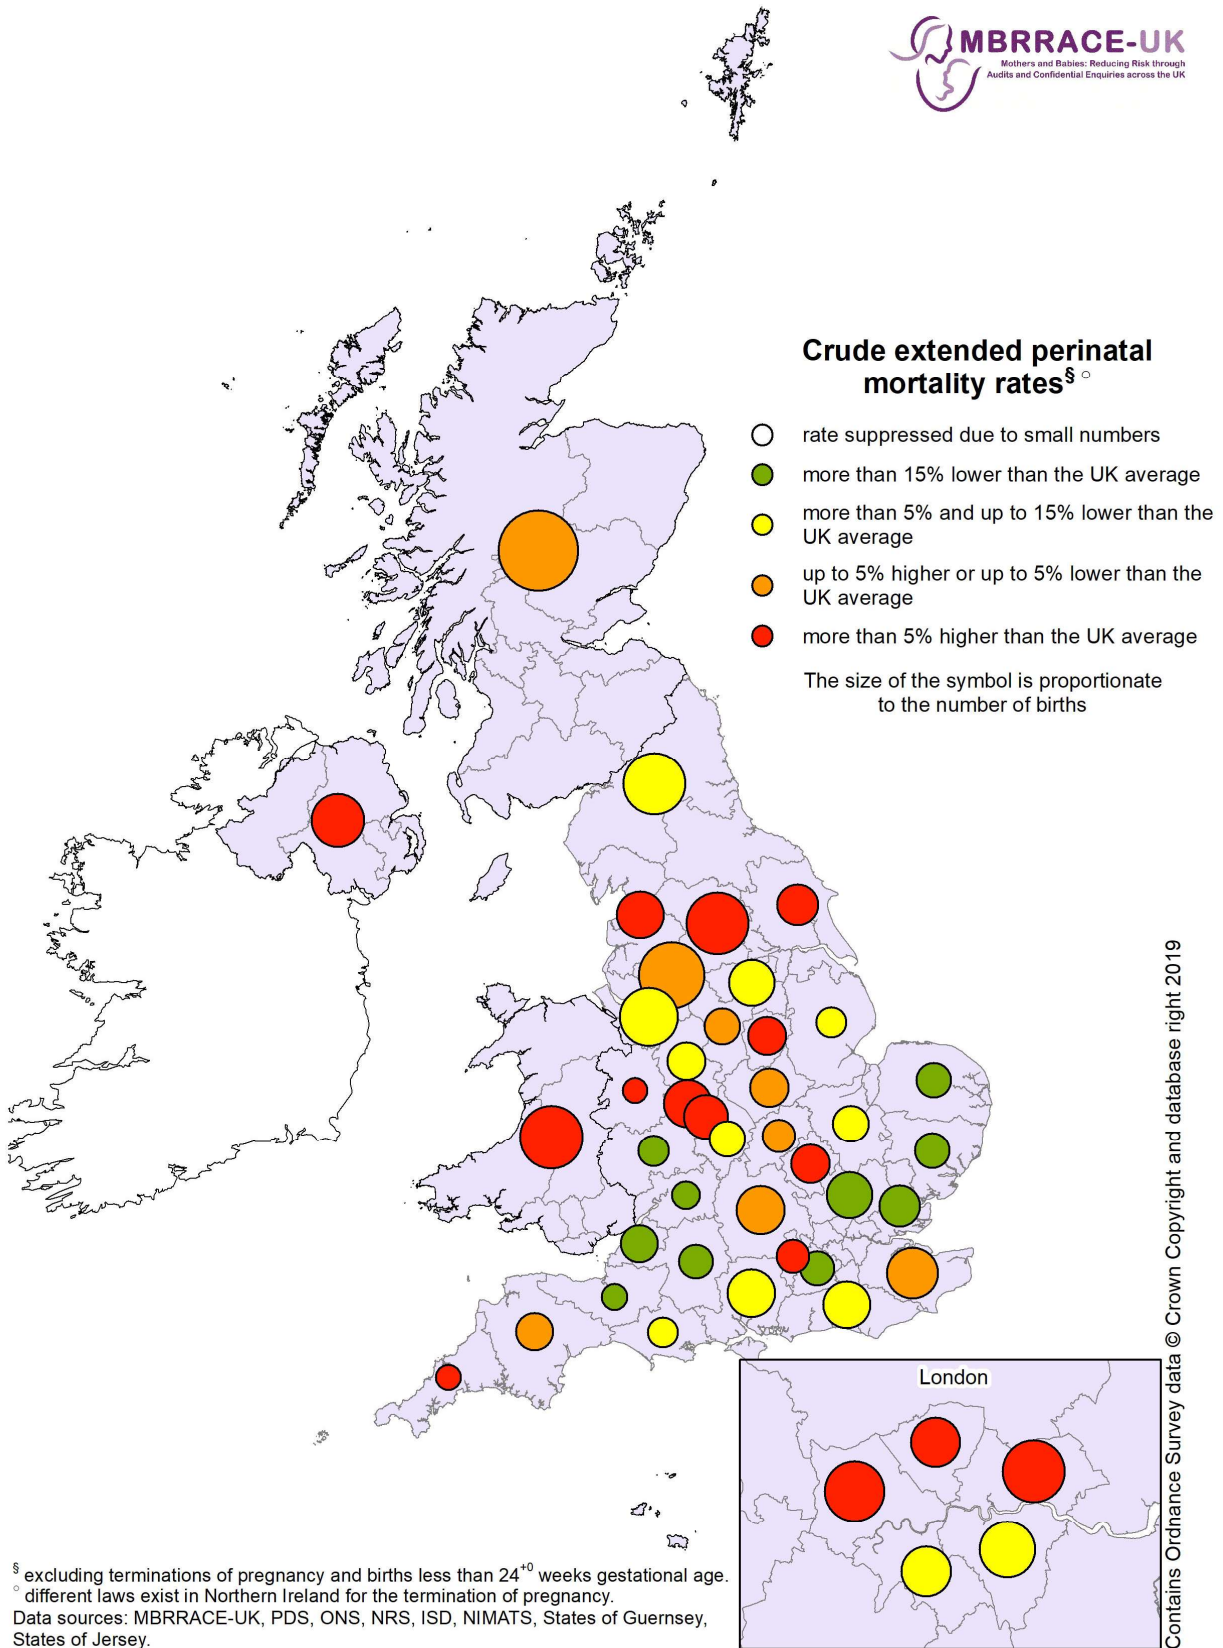 MBRRACE-UK
Mothers and Babies: Reducing Risk through
Audits and Confidential Enquiries across the UK
Crude extended perinatal
mortality rates§ ○
rate suppressed due to small numbers
more than 15% lower than the UK average
more than 5% and up to 15% lower than the
UK average
up to 5% higher or up to 5% lower than the
UK average
more than 5% higher than the UK average
The size of the symbol is proportionate
to the number of births
London
Contains Ordnance Survey data © Crown Copyright and database right 2019
§ excluding terminations of pregnancy and births less than 24+0 weeks gestational age.
○ different laws exist in Northern Ireland for the termination of pregnancy.
Data sources: MBRRACE-UK, PDS, ONS, NRS, ISD, NIMATS, States of Guernsey,
States of Jersey.